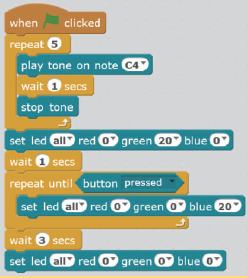 when clicked
repeat 5
play tone on note C4
wait 1 secs
stop tone
set led all red 0 green 20 blue 0
wait 1 secs
repeat until button pressed
set led all red 0 green 0 blue 20
wait 3 secs
set led all red 0 green 0 blue 0